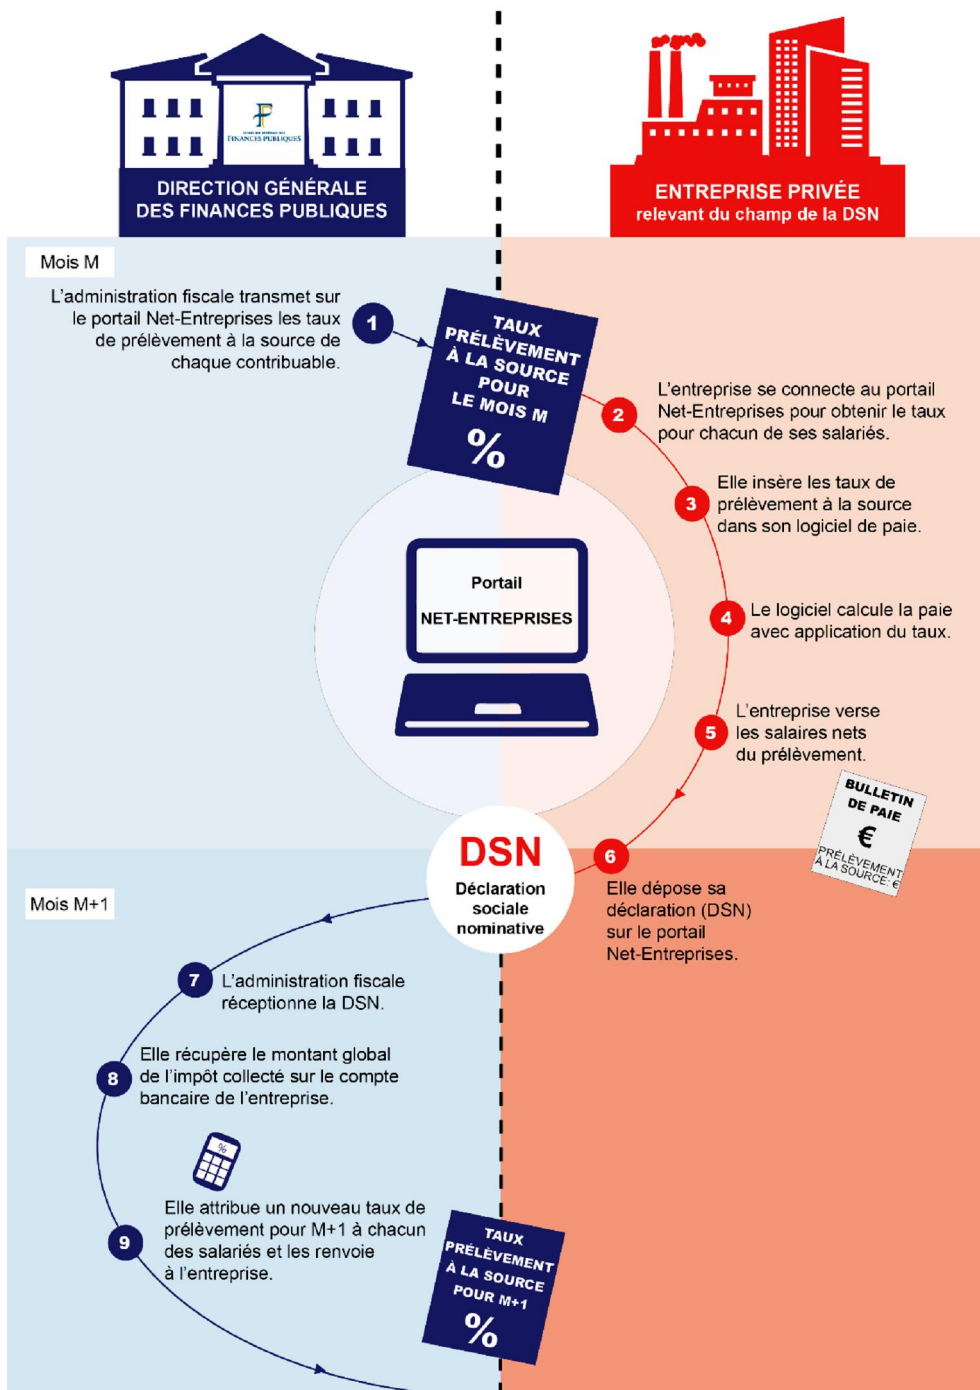 DIRECTION GÉNÉRALE DES
FINANCES PUBLIQUES
DIRECTION GÉNÉRALE
DES FINANCES PUBLIQUES
ENTREPRISE PRIVÉE
relevant du champ de la DSN
Mois M
L'administration fiscale transmet sur
le portail Net-Entreprises les taux
de prélèvement à la source de
chaque contribuable.
1
TAUX
PRÉLÈVEMENT
À LA SOURCE
POUR
LE MOIS M
%
2
L'entreprise se connecte au portail
Net-Entreprises pour obtenir le taux
pour chacun de ses salariés.
3
Elle insère les taux de
prélèvement à la source
dans son logiciel de paie.
Portail
NET-ENTREPRISES
4
Le logiciel calcule la paie
avec application du taux.
5
L'entreprise verse
les salaires nets
du prélèvement.
BULLETIN
DE PAIE
€
PRÉLÈVEMENT
À LA SOURCE: €
DSN
Déclaration
sociale
nominative
6
Elle dépose sa
déclaration (DSN)
sur le portail
Net-Entreprises.
Mois M+1
7
L'administration fiscale
réceptionne la DSN.
8
Elle récupère le montant global
de l'impôt collecté sur le compte
bancaire de l'entreprise.
%
9
Elle attribue un nouveau taux de
prélèvement pour M+1 à chacun
des salariés et les renvoie
à l'entreprise.
TAUX
PRÉLÈVEMENT
À LA SOURCE
POUR M+1
%